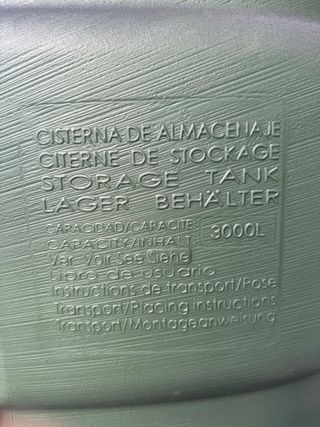 CISTERNA DE ALMACENAJE
CITERNE DE STOCKAGE
STORAGE TANK
LAGER BEHÄLTER
CAPACIDAD/CAPACITE:
CAPACITY/INHALT: 3000L
Ver-Voir-See-Siehe
Libro de usuario
Instructions de transport/Pose
Transport/Placing instructions
Transport/Montageanweisung